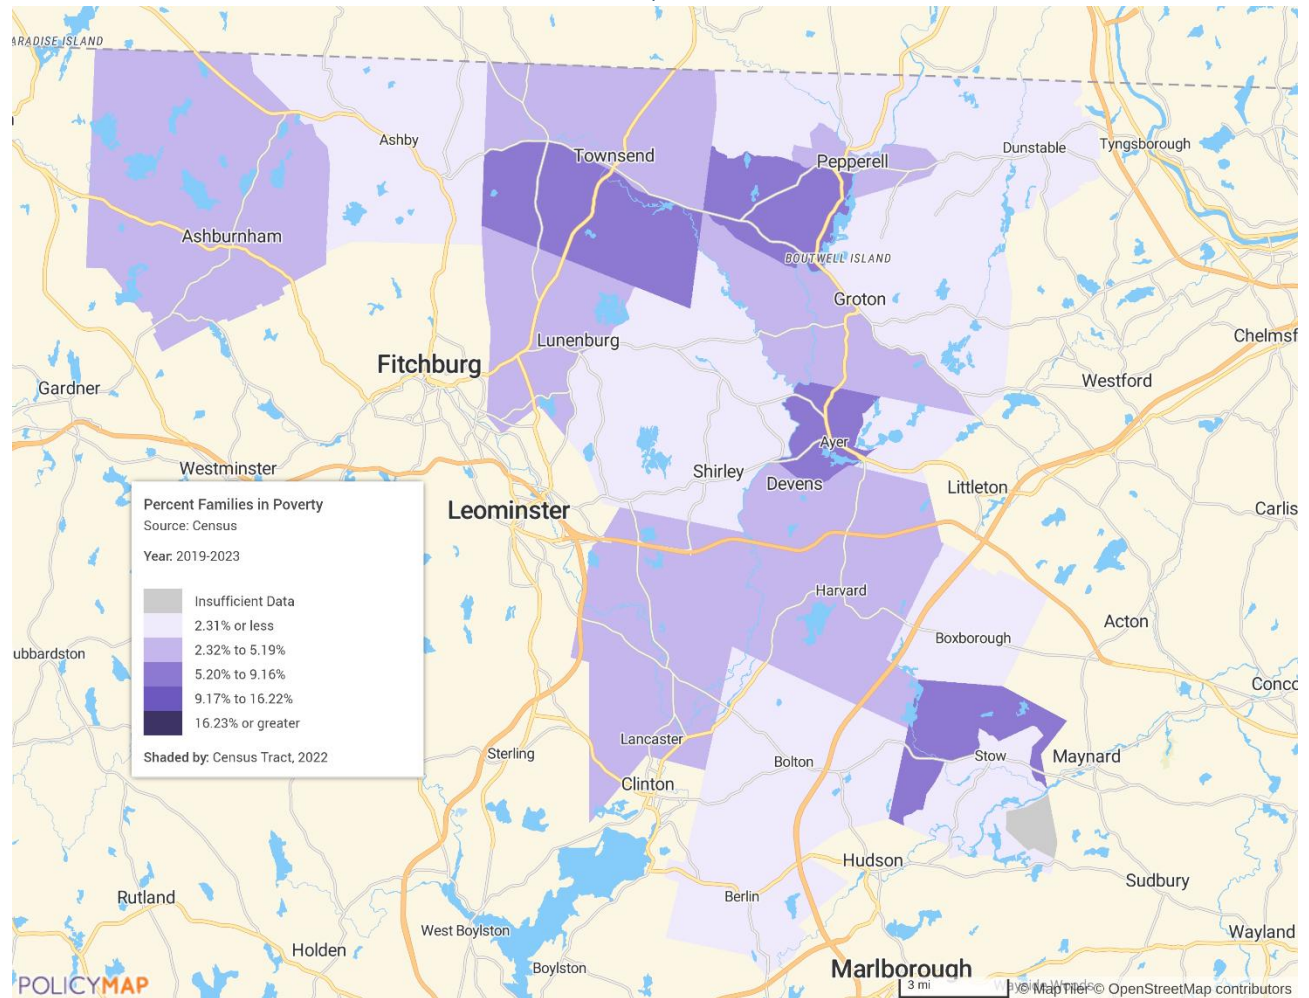 ARADISE ISLAND
Ashby
Townsend
Pepperell
Dunstable
Tyngsborough
Ashburnham
BOUTWELL ISLAND
Groton
Lunenburg
Chelmsf
Fitchburg
Gardner
Westford
Ayer
Westminster
Shirley
Devens
Littleton
Leominster
Carlis
Percent Families in Poverty
Source: Census
Year: 2019-2023
Insufficient Data
2.31% or less
2.32% to 5.19%
5.20% to 9.16%
9.17% to 16.22%
16.23% or greater
Shaded by: Census Tract, 2022
Harvard
Acton
Boxborough
ubbardston
Conco
Lancaster
Sterling
Bolton
Stow
Maynard
Clinton
Hudson
Sudbury
Berlin
Rutland
West Boylston
Wayland
Holden
Boylston
Marlborough
POLICYMAP
3 mi
© MapTiler © OpenStreetMap contributors